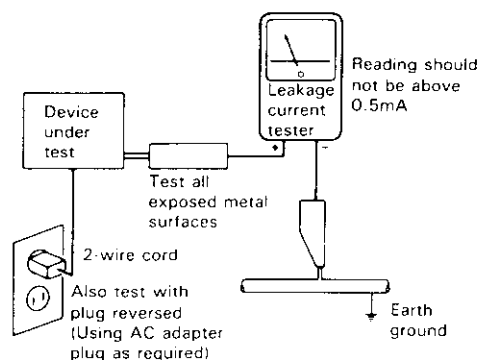 Device
under
test
Leakage
current
tester
+
−
Reading should
not be above
0.5mA
Test all
exposed metal
surfaces
2-wire cord
Also test with
plug reversed
(Using AC adapter
plug as required)
Earth
ground